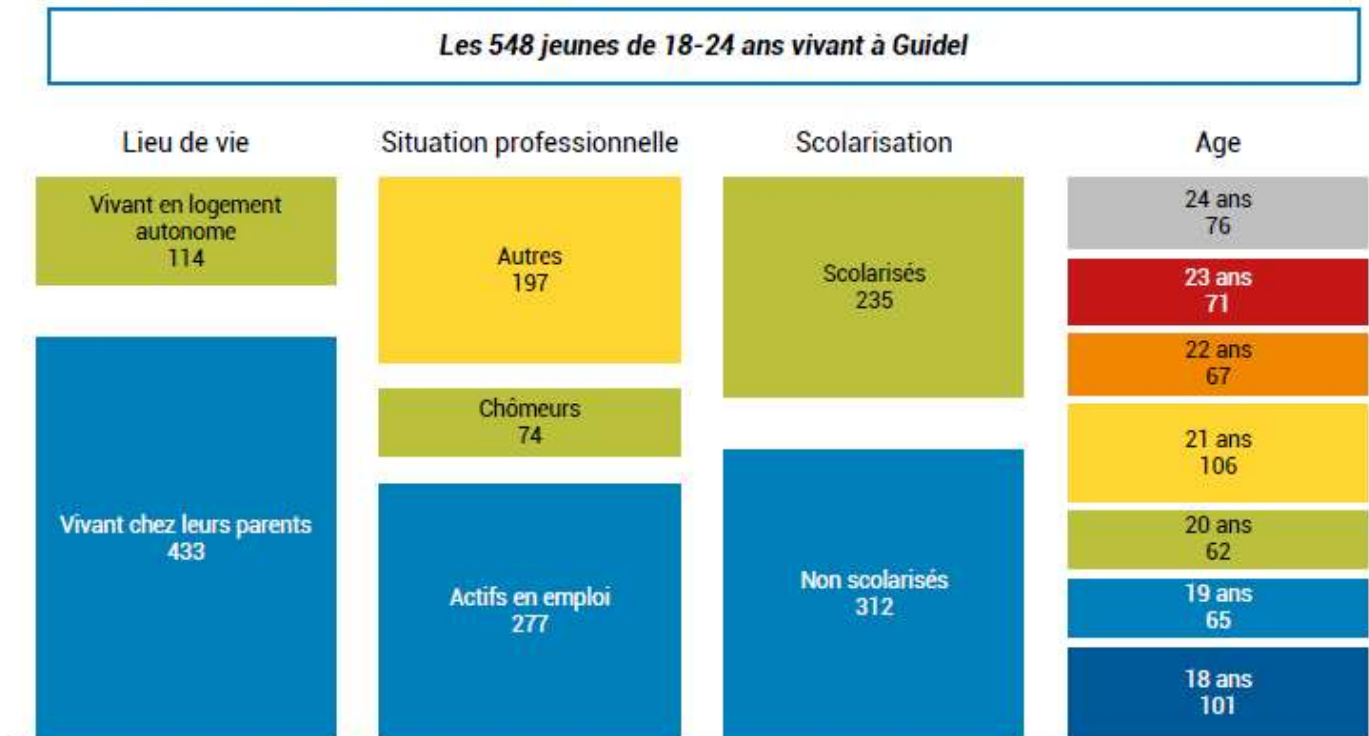 Les 548 jeunes de 18-24 ans vivant à Guidel
Lieu de vie
Vivant en logement
autonome
114
Vivant chez leurs parents
433
Situation professionnelle
Autres
197
Chômeurs
74
Actifs en emploi
277
Scolarisation
Scolarisés
235
Non scolarisés
312
Age
24 ans
76
23 ans
71
22 ans
67
21 ans
106
20 ans
62
19 ans
65
18 ans
101